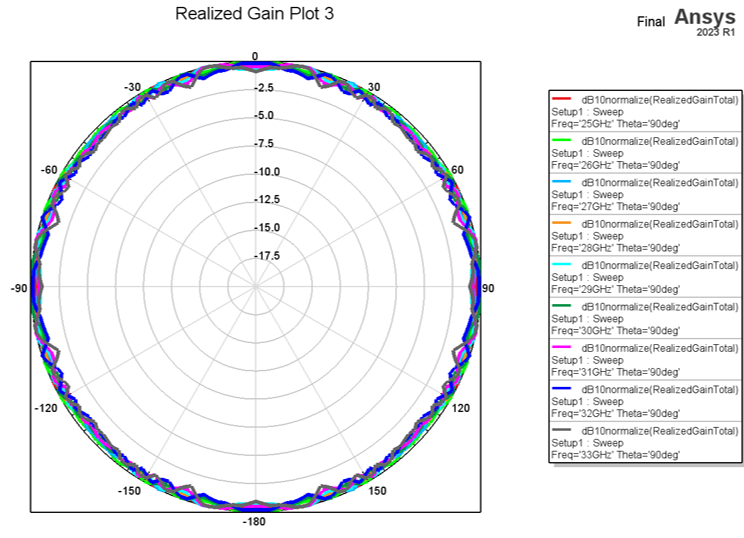 Realized Gain Plot 3
Final Ansys
2023 R1
0
-30
30
-2.5
-5.0
-7.5
-60
60
-10.0
-12.5
-15.0
-17.5
-90
90
-120
120
-150
150
-180
dB10normalize(RealizedGainTotal)
Setup1 : Sweep
Freq='25GHz' Theta='90deg'
dB10normalize(RealizedGainTotal)
Setup1 : Sweep
Freq='26GHz' Theta='90deg'
dB10normalize(RealizedGainTotal)
Setup1 : Sweep
Freq='27GHz' Theta='90deg'
dB10normalize(RealizedGainTotal)
Setup1 : Sweep
Freq='28GHz' Theta='90deg'
dB10normalize(RealizedGainTotal)
Setup1 : Sweep
Freq='29GHz' Theta='90deg'
dB10normalize(RealizedGainTotal)
Setup1 : Sweep
Freq='30GHz' Theta='90deg'
dB10normalize(RealizedGainTotal)
Setup1 : Sweep
Freq='31GHz' Theta='90deg'
dB10normalize(RealizedGainTotal)
Setup1 : Sweep
Freq='32GHz' Theta='90deg'
dB10normalize(RealizedGainTotal)
Setup1 : Sweep
Freq='33GHz' Theta='90deg'